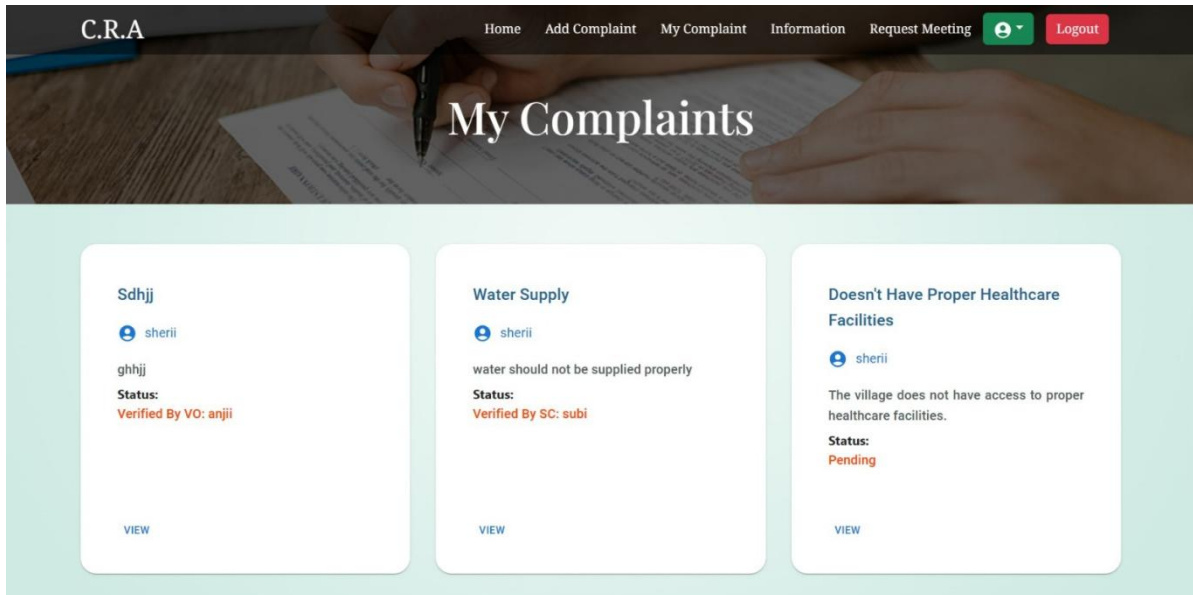 C.R.A
Home Add Complaint My Complaint Information Request Meeting Logout
My Complaints
Sdhjj
sherii
ghhjj
Status:
Verified By VO: anjii
VIEW
Water Supply
sherii
water should not be supplied properly
Status:
Verified By SC: subi
VIEW
Doesn't Have Proper Healthcare
Facilities
sherii
The village does not have access to proper
healthcare facilities.
Status:
Pending
VIEW